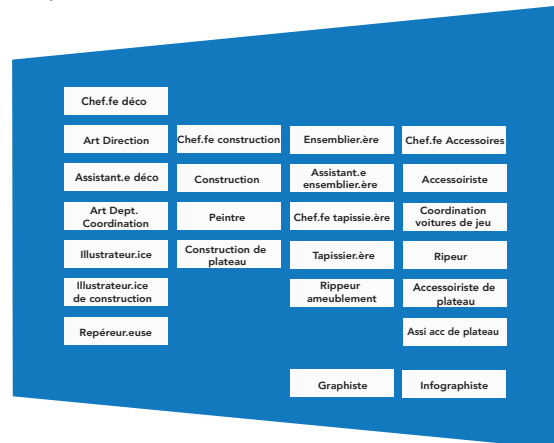 Chef.fe déco
Art Direction
Chef.fe construction
Ensemblier.ère
Chef.fe Accessoires
Assistant.e déco
Construction
Assistant.e
ensemblier.ère
Accessoiriste
Art Dept.
Coordination
Peintre
Chef.fe tapissie.ère
Coordination
voitures de jeu
Illustrateur.ice
Construction de
plateau
Tapissier.ère
Ripeur
Illustrateur.ice
de construction
Rippeur
ameublement
Accessoiriste de
plateau
Repéreur.euse
Assi acc de plateau
Graphiste
Infographiste